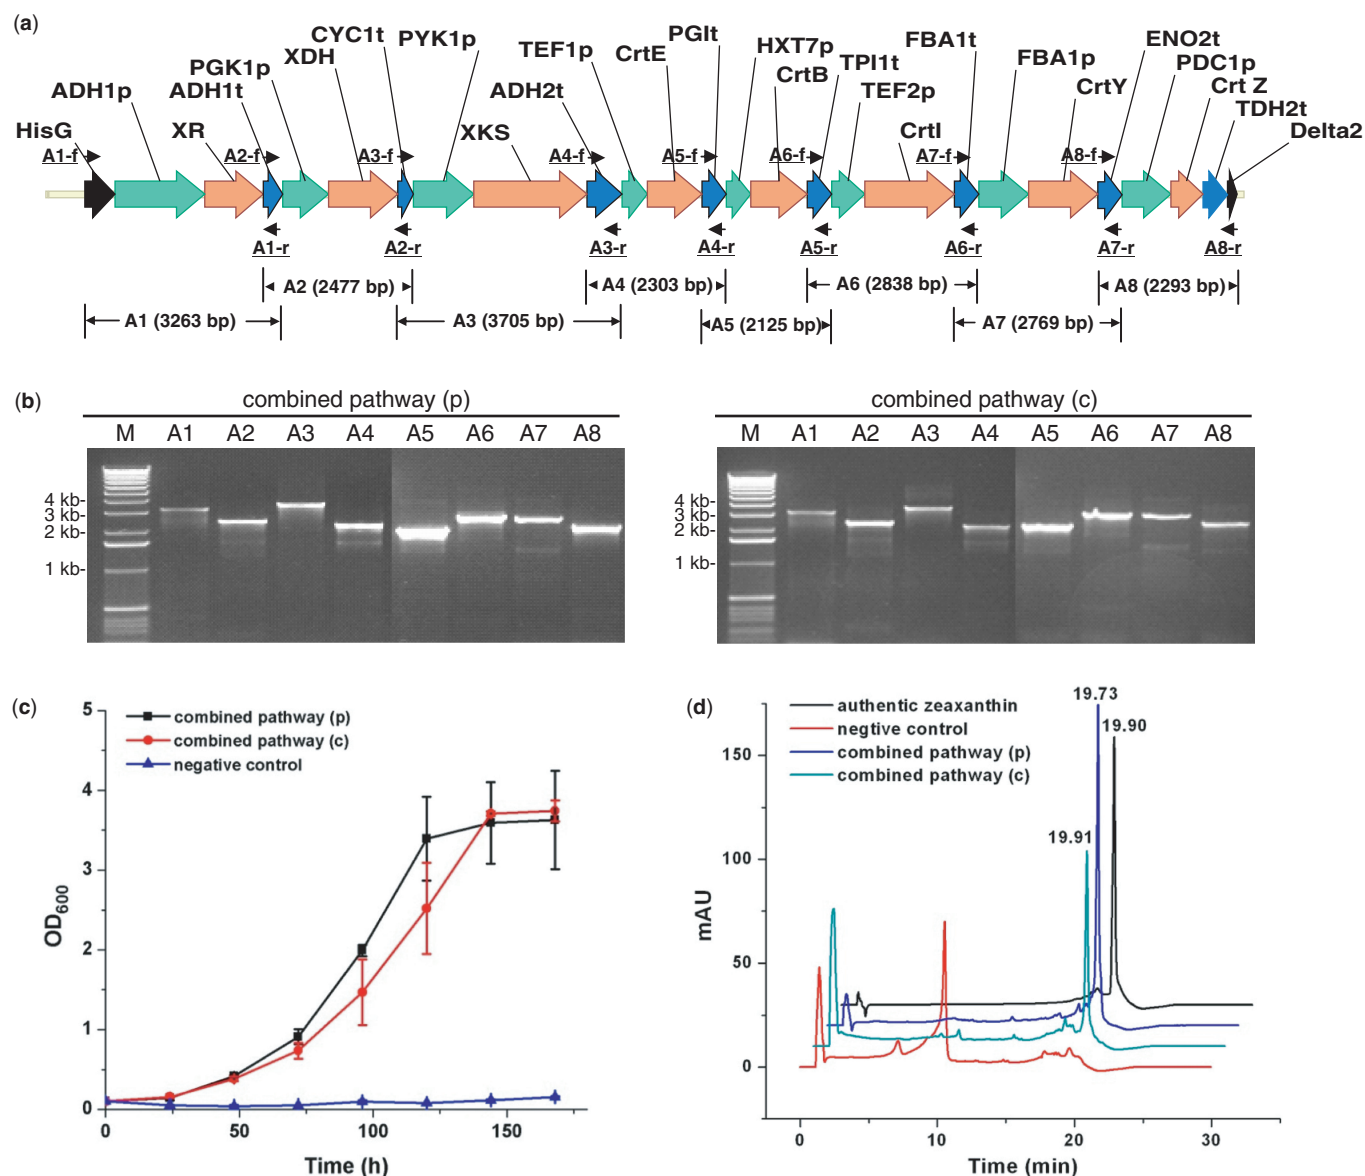 (a)
CYC1t PYK1p PGIt FBA1t ENO2t
XDH TEF1p CrtE HXT7p FBA1p PDC1p
PGK1p CrtB TPI1t CrtY Crt Z
ADH1p ADH1t ADH2t TEF2p TDH2t
HisG XR XKS CrtI Delta2
A1-f A2-f A3-f A4-f A5-f A6-f A7-f A8-f
A1-r A2-r A3-r A4-r A5-r A6-r A7-r A8-r
A2 (2477 bp) A4 (2303 bp) A6 (2838 bp) A8 (2293 bp)
A1 (3263 bp) A3 (3705 bp) A5 (2125 bp) A7 (2769 bp)
(b)
combined pathway (p)
M A1 A2 A3 A4 A5 A6 A7 A8
4 kb-
3 kb-
2 kb-
1 kb-
combined pathway (c)
M A1 A2 A3 A4 A5 A6 A7 A8
4 kb-
3 kb-
2 kb-
1 kb-
(c)
combined pathway (p)
combined pathway (c)
negative control
OD600
5
4
3
2
1
0
0 50 100 150
Time (h)
(d)
authentic zeaxanthin
negtive control
combined pathway (p)
combined pathway (c)
19.73
19.90
19.91
mAU
150
100
50
0
0 10 20 30
Time (min)